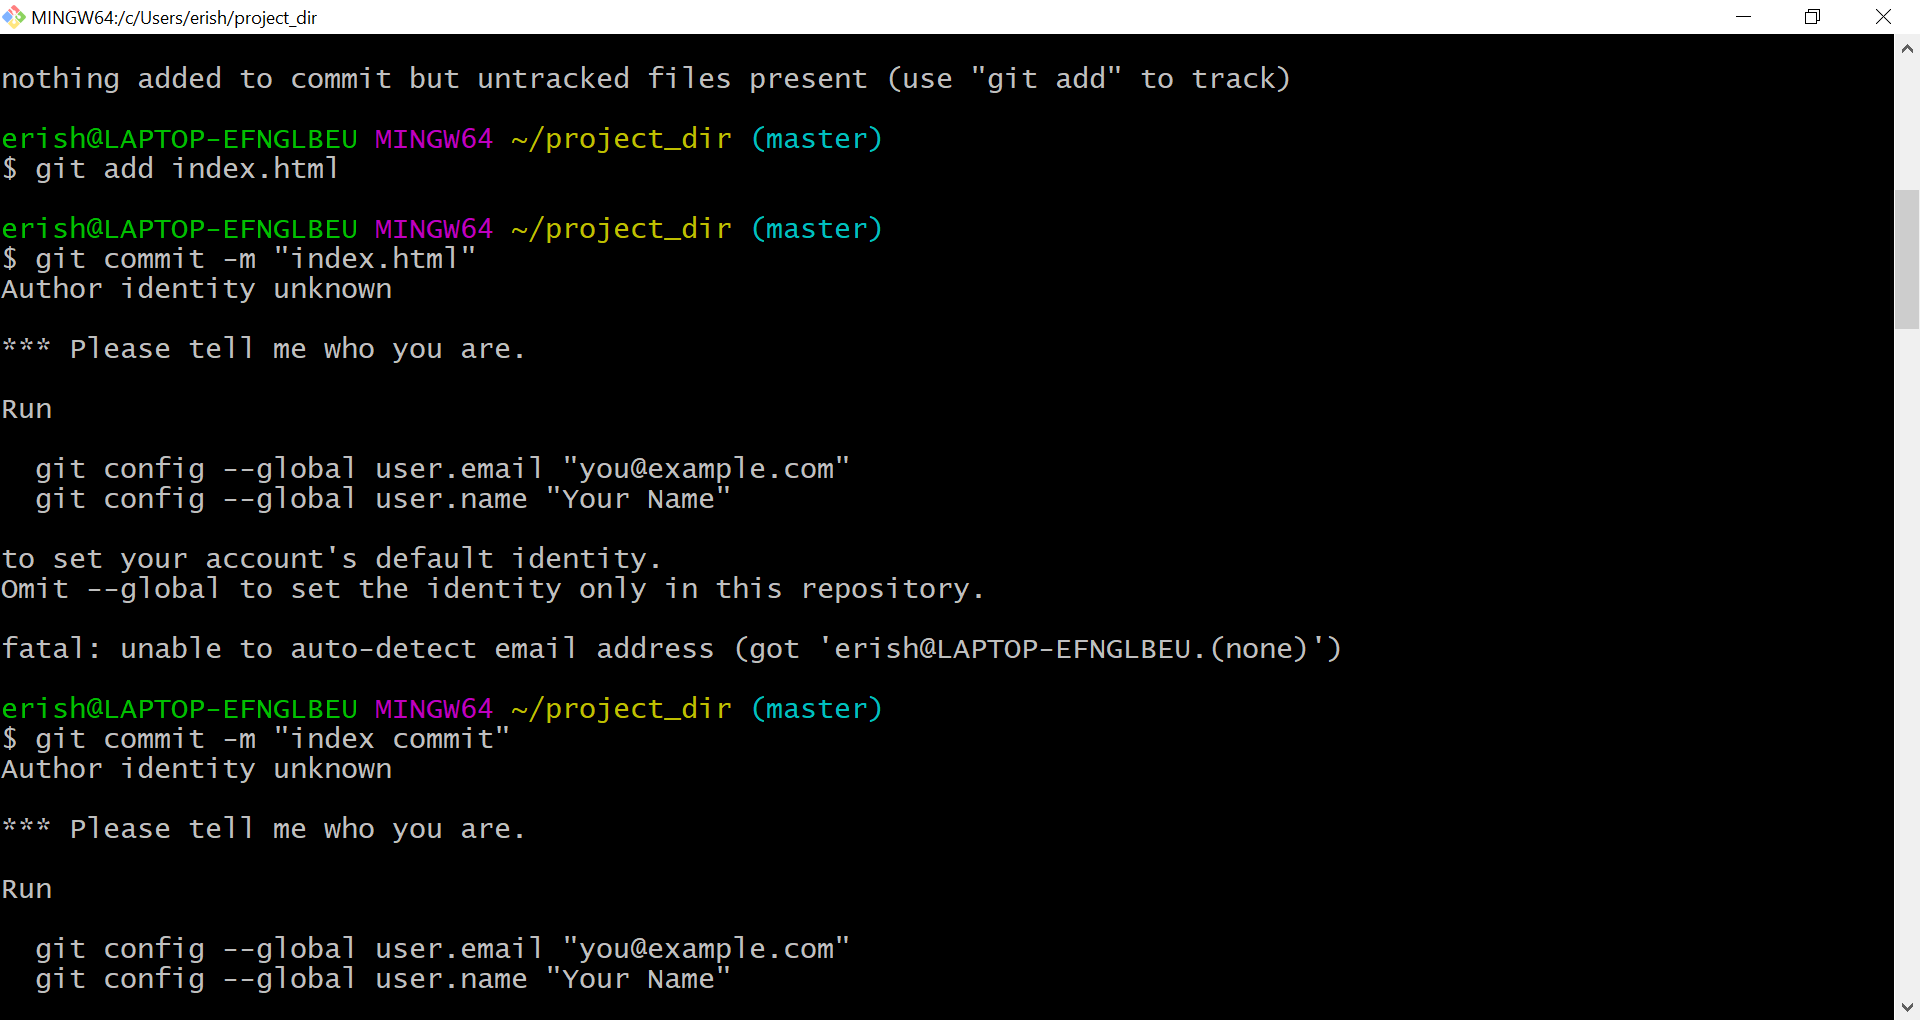 MINGW64:/c/Users/erish/project_dir
nothing added to commit but untracked files present (use "git add" to track)
erish@LAPTOP-EFNGLBEU MINGW64 ~/project_dir (master)
$ git add index.html
erish@LAPTOP-EFNGLBEU MINGW64 ~/project_dir (master)
$ git commit -m "index.html"
Author identity unknown
*** Please tell me who you are.
Run
  git config --global user.email "you@example.com"
  git config --global user.name "Your Name"
to set your account's default identity.
Omit --global to set the identity only in this repository.
fatal: unable to auto-detect email address (got 'erish@LAPTOP-EFNGLBEU.(none)')
erish@LAPTOP-EFNGLBEU MINGW64 ~/project_dir (master)
$ git commit -m "index commit"
Author identity unknown
*** Please tell me who you are.
Run
  git config --global user.email "you@example.com"
  git config --global user.name "Your Name"